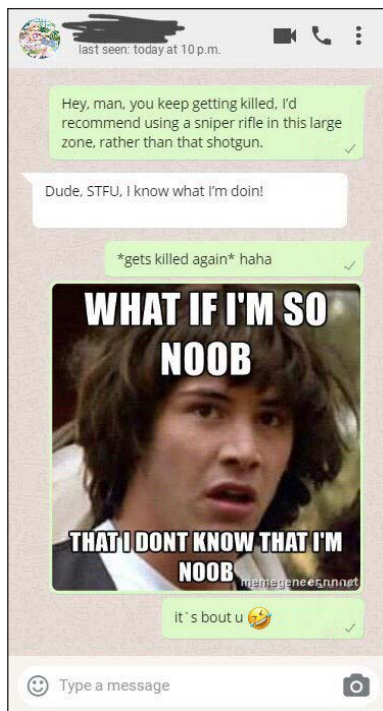 last seen: today at 10 p.m.
Hey, man, you keep getting killed, I'd
recommend using a sniper rifle in this large
zone, rather than that shotgun.
Dude, STFU, I know what I'm doin!
*gets killed again* haha
WHAT IF I'M SO
NOOB
THAT I DONT KNOW THAT I'M
NOOB
it`s bout u 🤣
Type a message